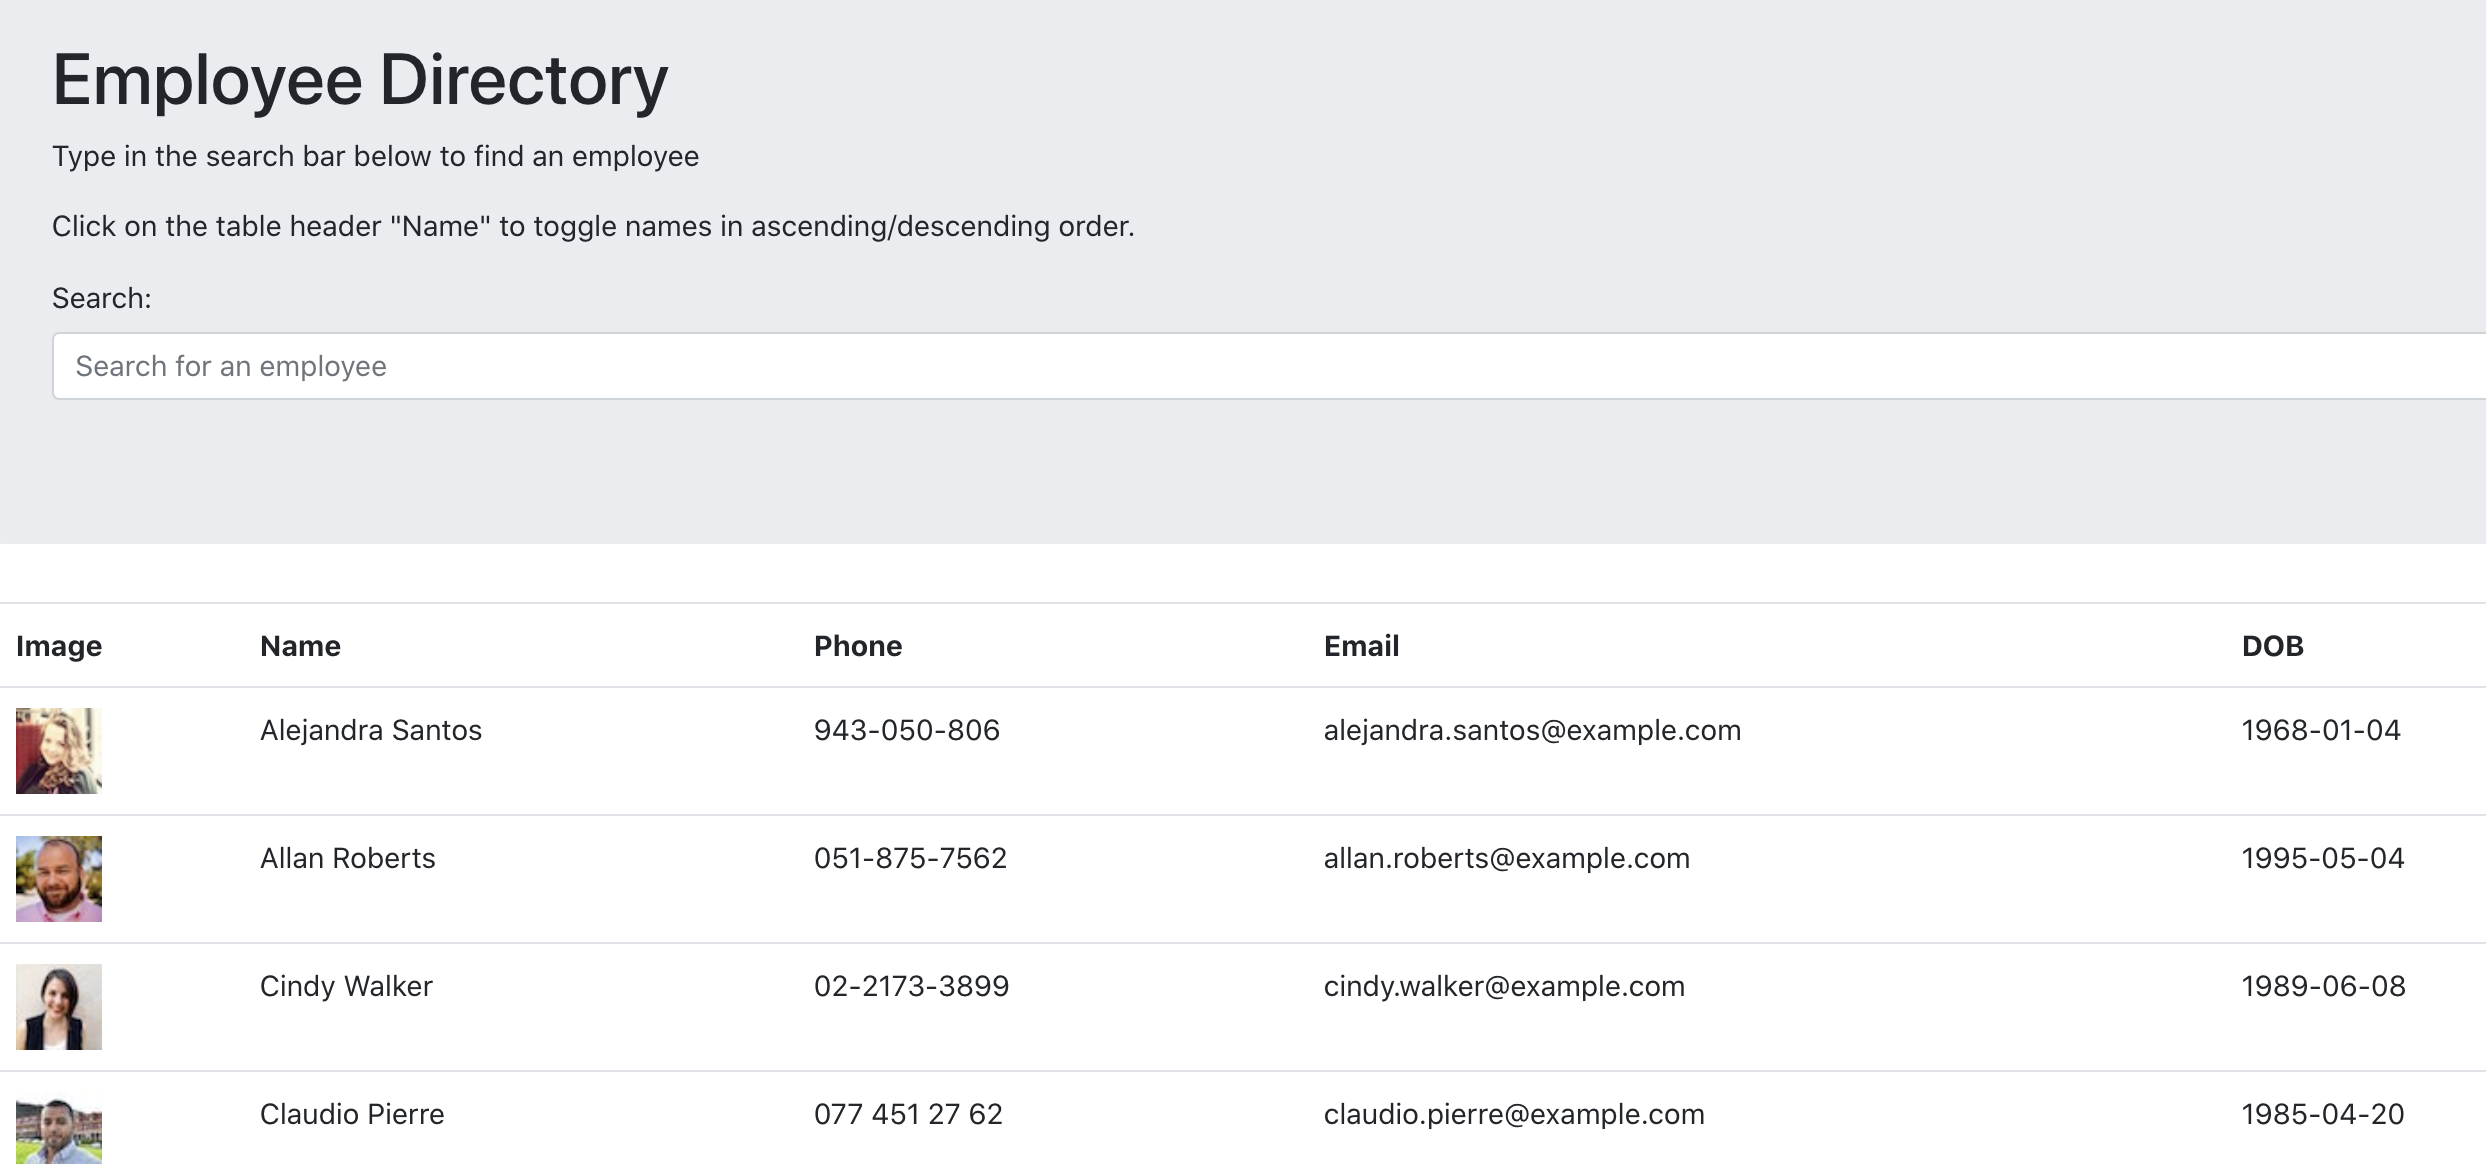 Employee Directory
Type in the search bar below to find an employee
Click on the table header "Name" to toggle names in ascending/descending order.
Search:
Search for an employee
Image Name Phone Email DOB
Alejandra Santos 943-050-806 alejandra.santos@example.com 1968-01-04
Allan Roberts 051-875-7562 allan.roberts@example.com 1995-05-04
Cindy Walker 02-2173-3899 cindy.walker@example.com 1989-06-08
Claudio Pierre 077 451 27 62 claudio.pierre@example.com 1985-04-20